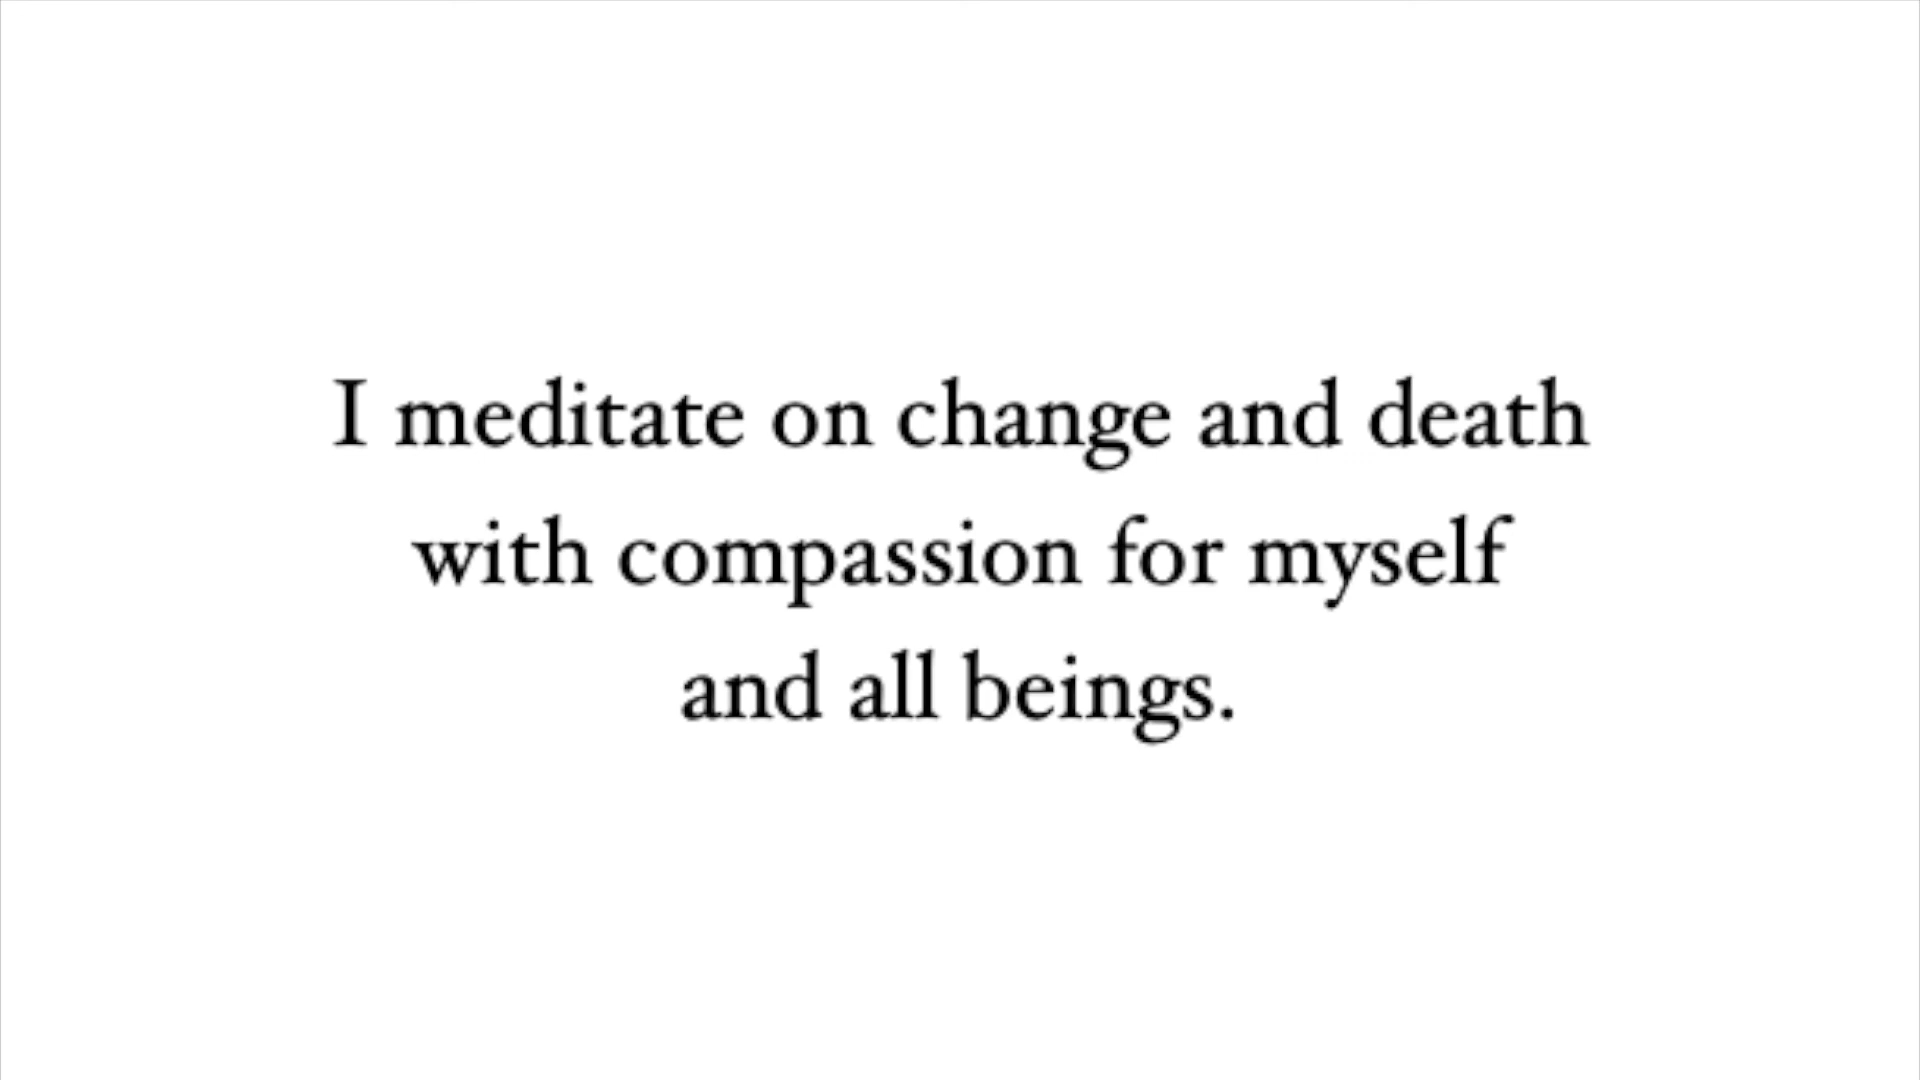 I meditate on change and death
with compassion for myself
and all beings.